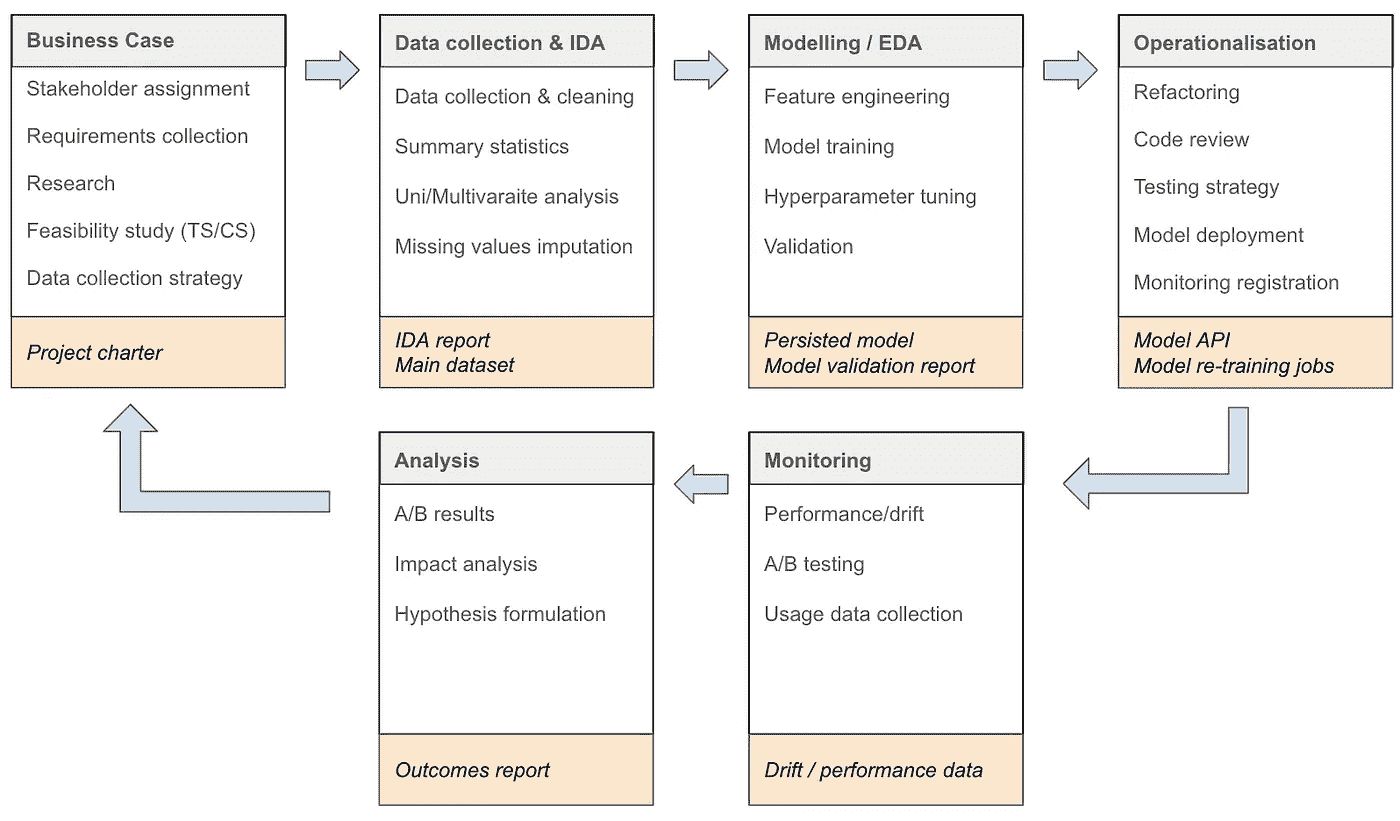 Business Case
Stakeholder assignment
Requirements collection
Research
Feasibility study (TS/CS)
Data collection strategy
Project charter
Data collection & IDA
Data collection & cleaning
Summary statistics
Uni/Multivaraite analysis
Missing values imputation
IDA report
Main dataset
Modelling / EDA
Feature engineering
Model training
Hyperparameter tuning
Validation
Persisted model
Model validation report
Operationalisation
Refactoring
Code review
Testing strategy
Model deployment
Monitoring registration
Model API
Model re-training jobs
Monitoring
Performance/drift
A/B testing
Usage data collection
Drift / performance data
Analysis
A/B results
Impact analysis
Hypothesis formulation
Outcomes report